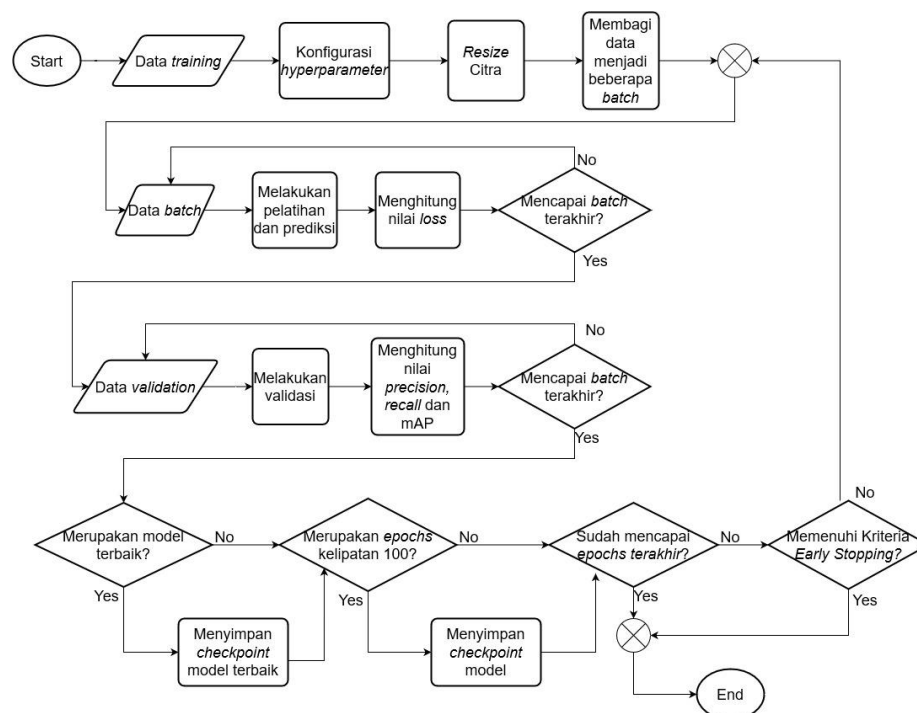 Start
Data training
Konfigurasi
hyperparameter
Resize
Citra
Membagi
data
menjadi
beberapa
batch
No
Data batch
Melakukan
pelatihan
dan prediksi
Menghitung
nilai loss
Mencapai batch
terakhir?
Yes
No
Data validation
Melakukan
validasi
Menghitung
nilai
precision,
recall dan
mAP
Mencapai batch
terakhir?
Yes
Merupakan model
terbaik?
No
Yes
Menyimpan
checkpoint
model terbaik
Merupakan epochs
kelipatan 100?
No
Yes
Menyimpan
checkpoint
model
Sudah mencapai
epochs terakhir?
No
Yes
Memenuhi Kriteria
Early Stopping?
No
Yes
End